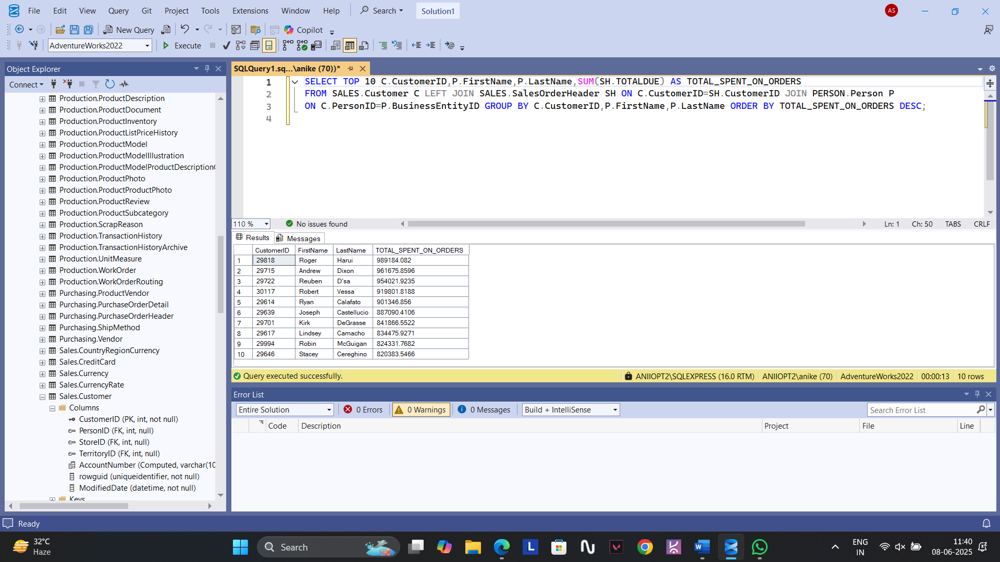 File Edit View Query Git Project Tools Extensions Window Help Search Solution1 AS
New Query Copilot
AdventureWorks2022 Execute
Object Explorer
Connect
Production.ProductDescription
Production.ProductDocument
Production.ProductInventory
Production.ProductListPriceHistory
Production.ProductModel
Production.ProductModelIllustration
Production.ProductModelProductDescription
Production.ProductPhoto
Production.ProductProductPhoto
Production.ProductReview
Production.ProductSubcategory
Production.ScrapReason
Production.TransactionHistory
Production.TransactionHistoryArchive
Production.UnitMeasure
Production.WorkOrder
Production.WorkOrderRouting
Purchasing.ProductVendor
Purchasing.PurchaseOrderDetail
Purchasing.PurchaseOrderHeader
Purchasing.ShipMethod
Purchasing.Vendor
Sales.CountryRegionCurrency
Sales.CreditCard
Sales.Currency
Sales.CurrencyRate
Sales.Customer
Columns
CustomerID (PK, int, not null)
PersonID (FK, int, null)
StoreID (FK, int, null)
TerritoryID (FK, int, null)
AccountNumber (Computed, varchar(10
rowguid (uniqueidentifier, not null)
ModifiedDate (datetime, not null)
Keys
SQLQuery1.sq...\anike (70))*
1 SELECT TOP 10 C.CustomerID,P.FirstName,P.LastName,SUM(SH.TOTALDUE) AS TOTAL_SPENT_ON_ORDERS
2 FROM SALES.Customer C LEFT JOIN SALES.SalesOrderHeader SH ON C.CustomerID=SH.CustomerID JOIN PERSON.Person P
3 ON C.PersonID=P.BusinessEntityID GROUP BY C.CustomerID,P.FirstName,P.LastName ORDER BY TOTAL_SPENT_ON_ORDERS DESC;
4
110 % No issues found Ln: 1 Ch: 50 TABS CRLF
Results Messages
CustomerID FirstName LastName TOTAL_SPENT_ON_ORDERS
1 29818 Roger Harui 989184.082
2 29715 Andrew Dixon 961675.8596
3 29722 Reuben D'sa 954021.9235
4 30117 Robert Vessa 919801.8188
5 29614 Ryan Calafato 901346.856
6 29639 Joseph Castellucio 887090.4106
7 29701 Kirk DeGrasse 841866.5522
8 29617 Lindsey Camacho 834475.9271
9 29994 Robin McGuigan 824331.7682
10 29646 Stacey Cereghino 820383.5466
Query executed successfully. ANIIOPT2\SQLEXPRESS (16.0 RTM) ANIIOPT2\anike (70) AdventureWorks2022 00:00:13 10 rows
Error List
Entire Solution 0 Errors 0 Warnings 0 Messages Build + IntelliSense Search Error List
Code Description Project File Line
Ready
32°C
Haze
Search
L
ENG
IN
11:40
08-06-2025